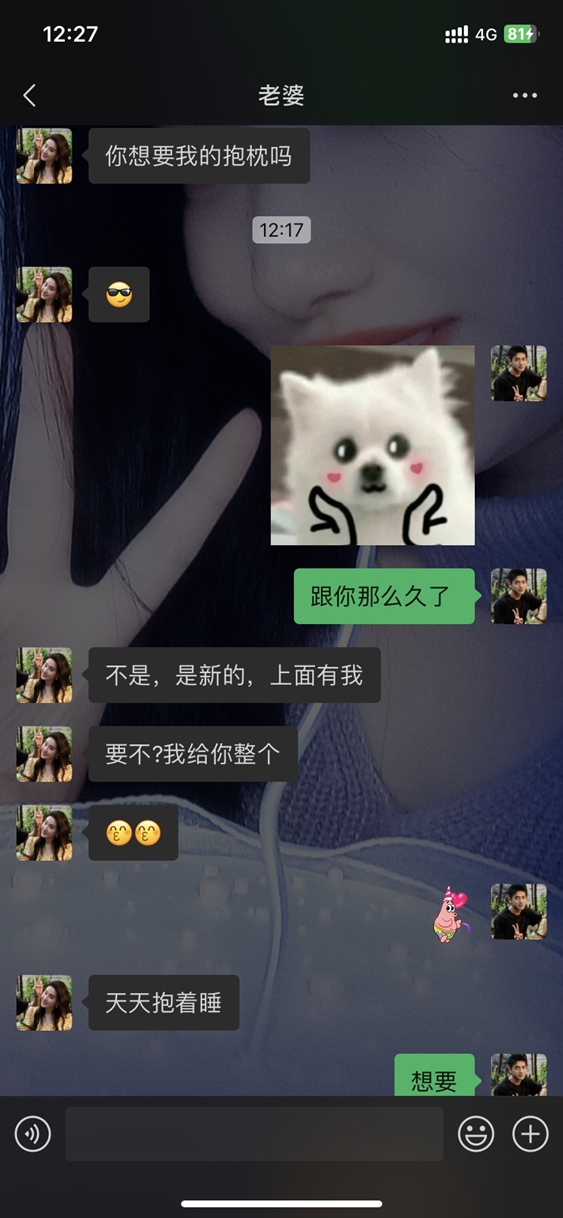 12:27
4G
81
老婆
你想要我的抱枕吗
12:17
跟你那么久了
不是，是新的，上面有我
要不?我给你整个
天天抱着睡
想要